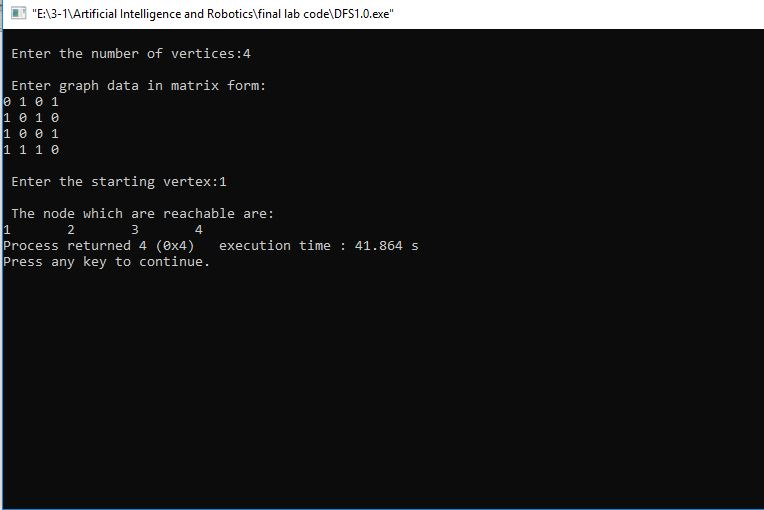 "E:\3-1\Artificial Intelligence and Robotics\final lab code\DFS1.0.exe"
Enter the number of vertices:4
Enter graph data in matrix form:
0 1 0 1
1 0 1 0
1 0 0 1
1 1 1 0
Enter the starting vertex:1
The node which are reachable are:
1       2       3       4
Process returned 4 (0x4)   execution time : 41.864 s
Press any key to continue.